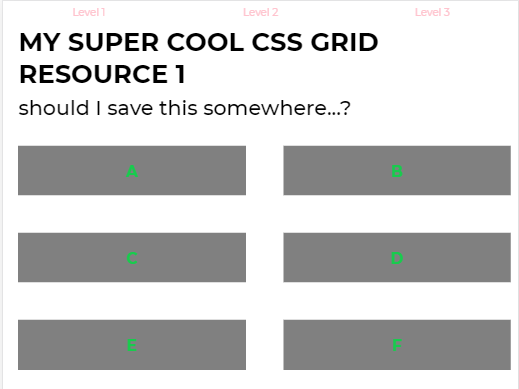 Level 1 Level 2 Level 3
MY SUPER COOL CSS GRID
RESOURCE 1
should I save this somewhere...?
A B
C D
E F